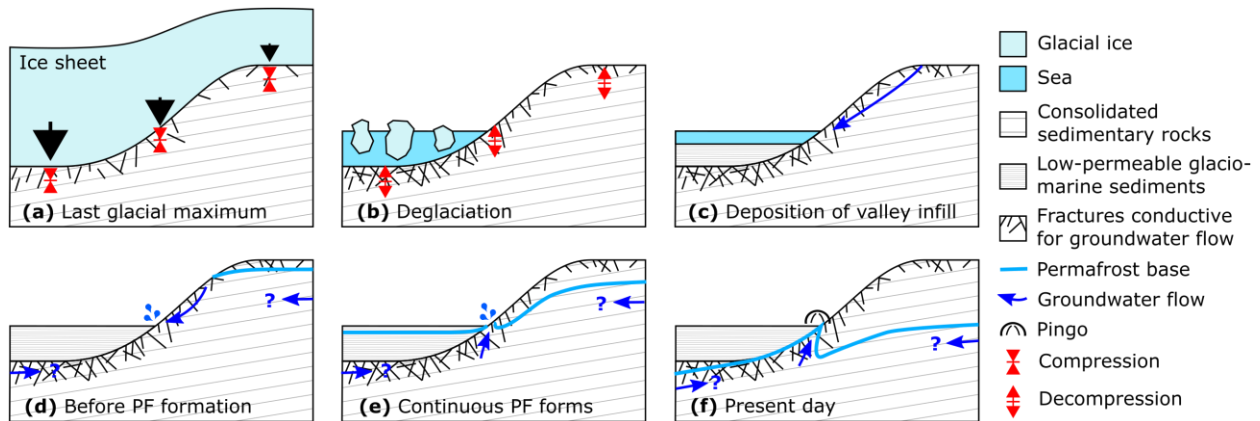 Ice sheet
(a) Last glacial maximum
(b) Deglaciation
(c) Deposition of valley infill
?
?
(d) Before PF formation
?
?
(e) Continuous PF forms
?
?
(f) Present day
Glacial ice
Sea
Consolidated
sedimentary rocks
Low-permeable glacio-
marine sediments
Fractures conductive
for groundwater flow
Permafrost base
Groundwater flow
Pingo
Compression
Decompression